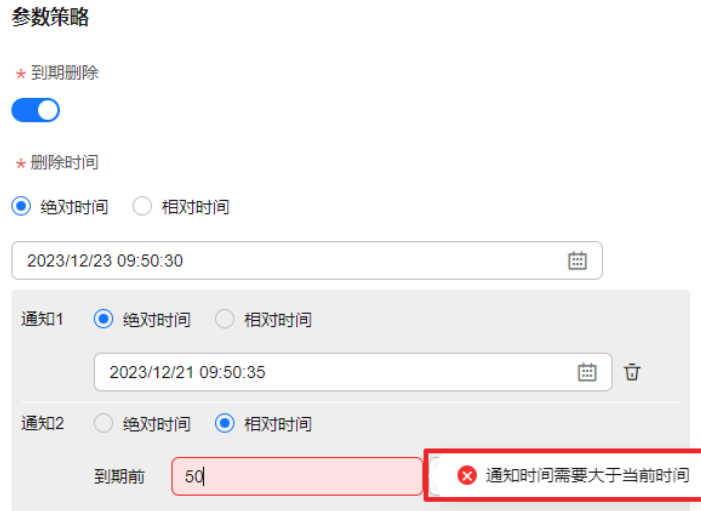 参数策略
* 到期删除
* 删除时间
绝对时间 相对时间
2023/12/23 09:50:30
通知1 绝对时间 相对时间
2023/12/21 09:50:35
通知2 绝对时间 相对时间
到期前 50 通知时间需要大于当前时间